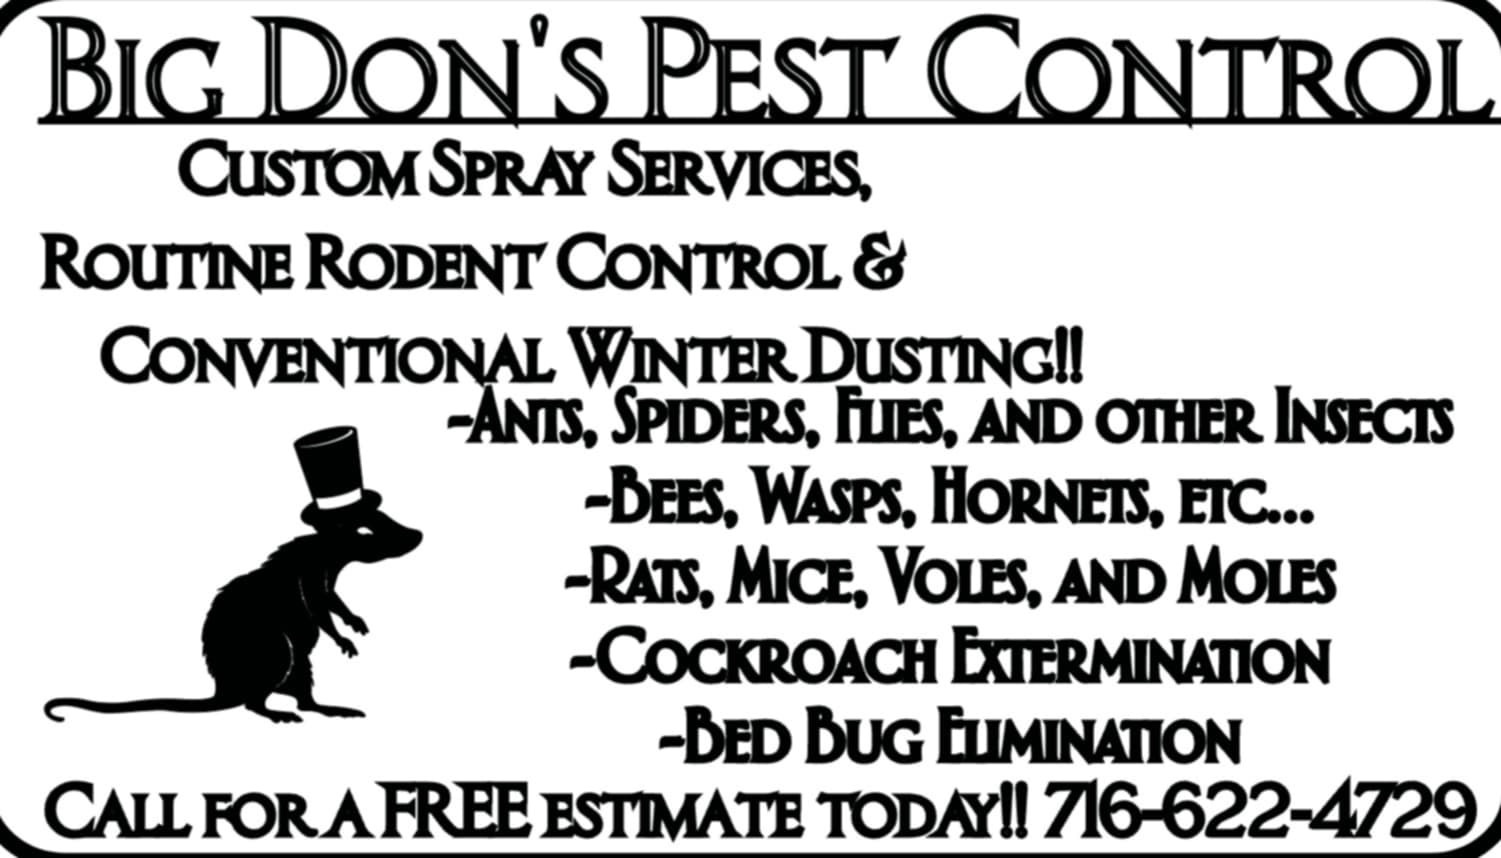 Big Don's Pest Control
Custom Spray Services,
Routine Rodent Control &
Conventional Winter Dusting!!
-Ants, Spiders, Flies, and other Insects
-Bees, Wasps, Hornets, etc...
-Rats, Mice, Voles, and Moles
-Cockroach Extermination
-Bed Bug Elimination
Call for a FREE estimate today!! 716-622-4729